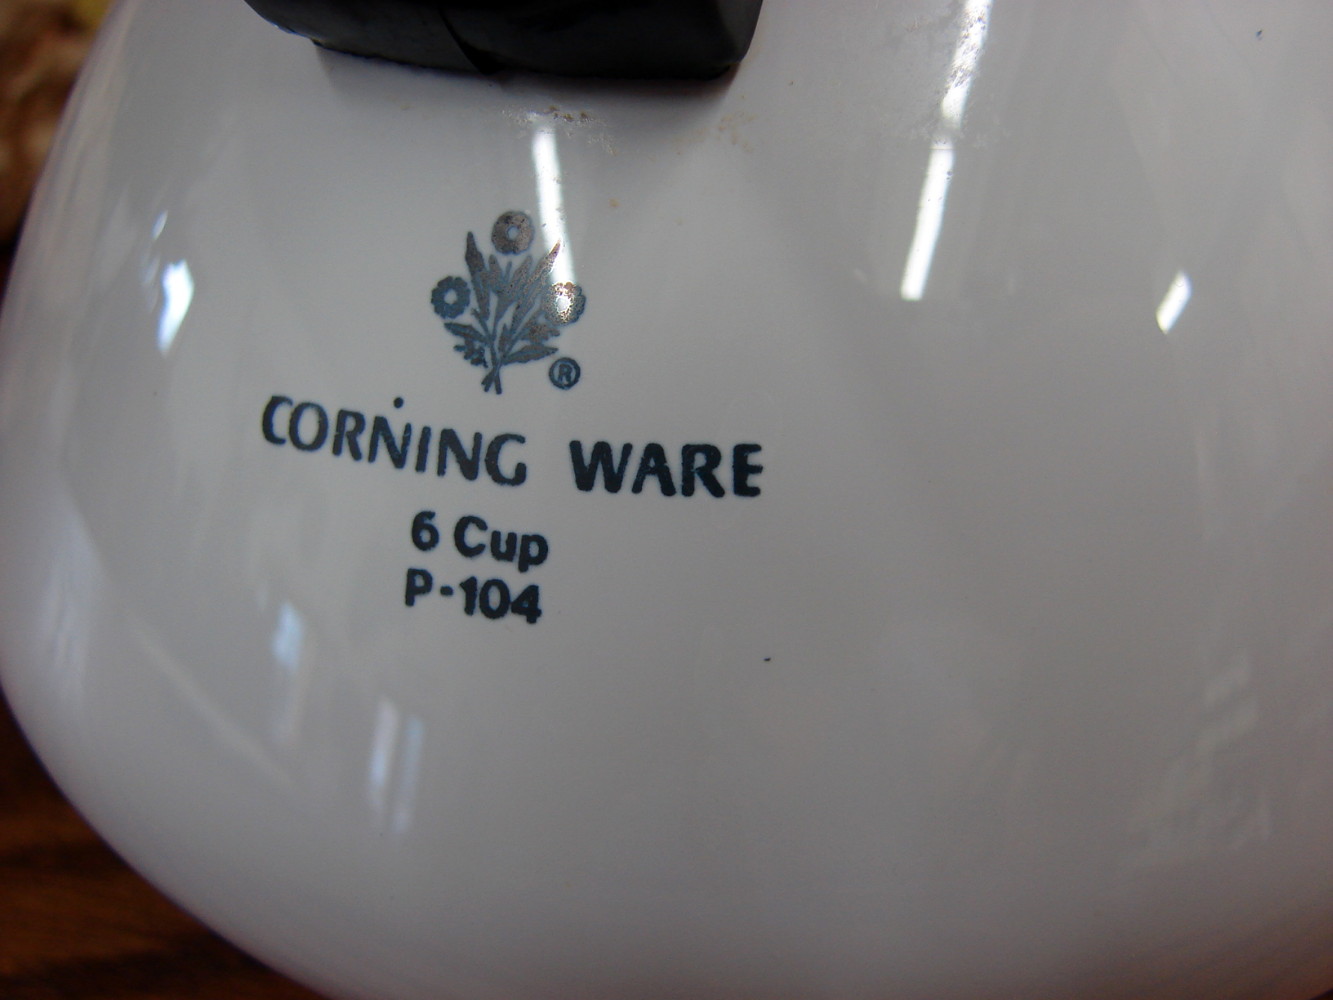 ®
CORNING WARE
6 Cup
P-104